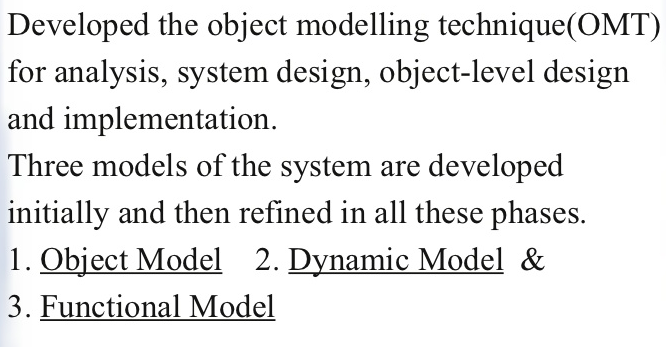 Developed the object modelling technique(OMT)
for analysis, system design, object-level design
and implementation.
Three models of the system are developed
initially and then refined in all these phases.
1. Object Model 2. Dynamic Model &
3. Functional Model